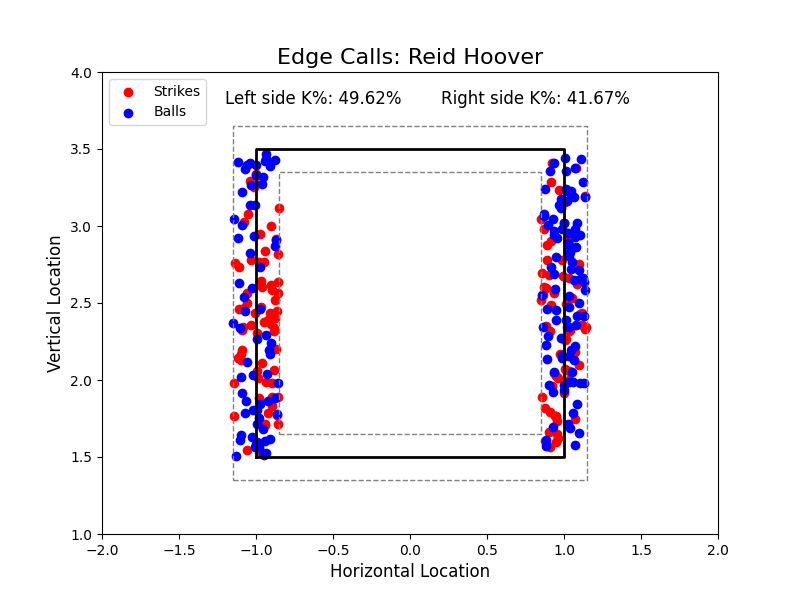 Edge Calls: Reid Hoover
Strikes
Balls
Left side K%: 49.62%
Right side K%: 41.67%
4.0
3.5
3.0
2.5
2.0
1.5
1.0
Vertical Location
−2.0 −1.5 −1.0 −0.5 0.0 0.5 1.0 1.5 2.0
Horizontal Location